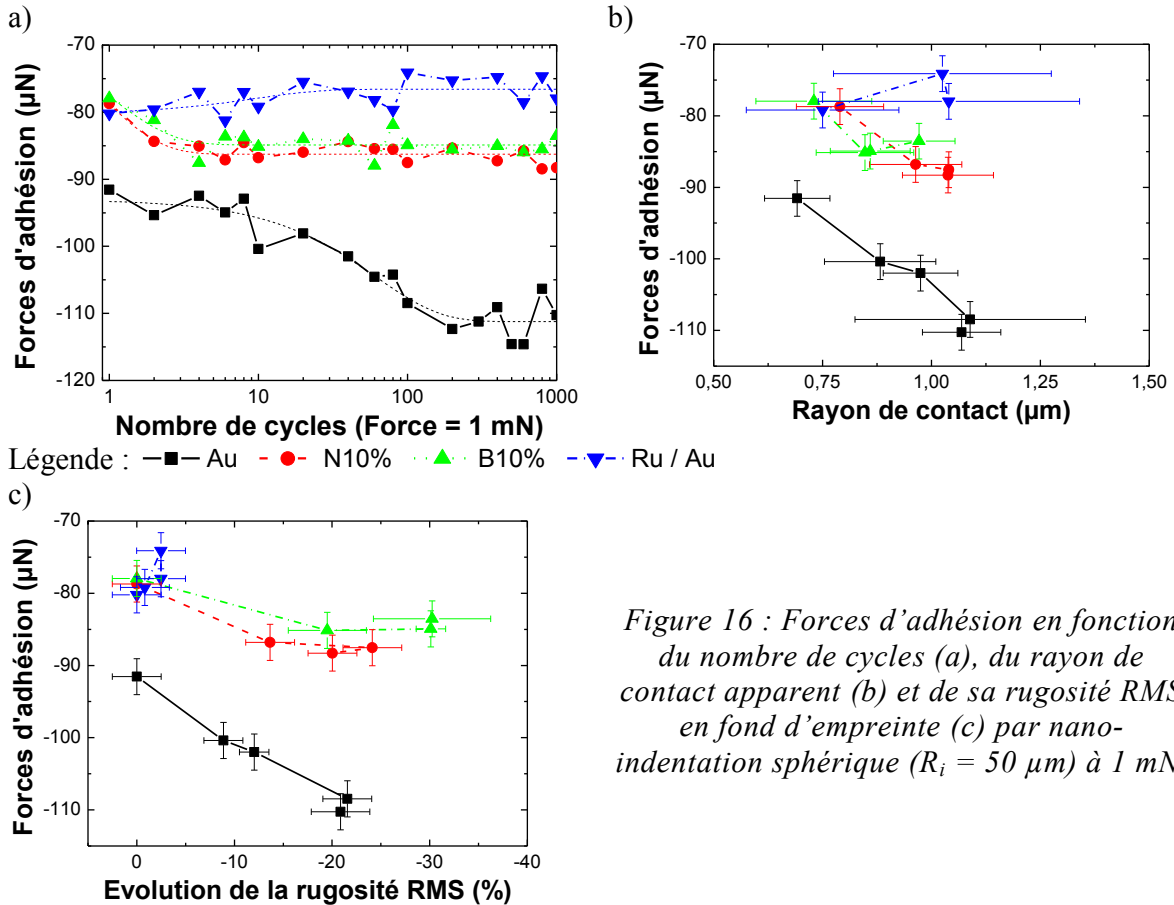 a)
Forces d'adhésion (µN)
-70
-80
-90
-100
-110
-120
1
10
100
1000
Nombre de cycles (Force = 1 mN)
b)
Forces d'adhésion (µN)
-70
-80
-90
-100
-110
0,50
0,75
1,00
1,25
1,50
Rayon de contact (µm)
Légende : Au N10% B10% Ru / Au
c)
Forces d'adhésion (µN)
-70
-80
-90
-100
-110
0
-10
-20
-30
-40
Evolution de la rugosité RMS (%)
Figure 16 : Forces d'adhésion en fonction
du nombre de cycles (a), du rayon de
contact apparent (b) et de sa rugosité RMS
en fond d'empreinte (c) par nano-
indentation sphérique (Ri = 50 µm) à 1 mN